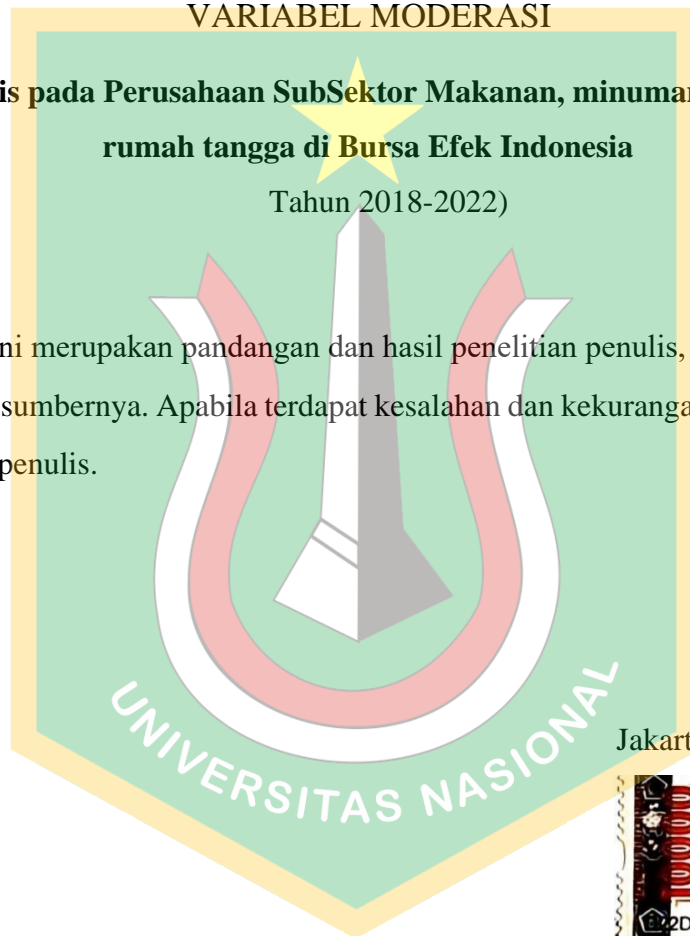 VARIABEL MODERASI
is pada Perusahaan SubSektor Makanan, minuman
rumah tangga di Bursa Efek Indonesia
Tahun 2018-2022)
ni merupakan pandangan dan hasil penelitian penulis,
sumbernya. Apabila terdapat kesalahan dan kekuranga
penulis.
UNIVERSITAS NASIONAL
Jakart